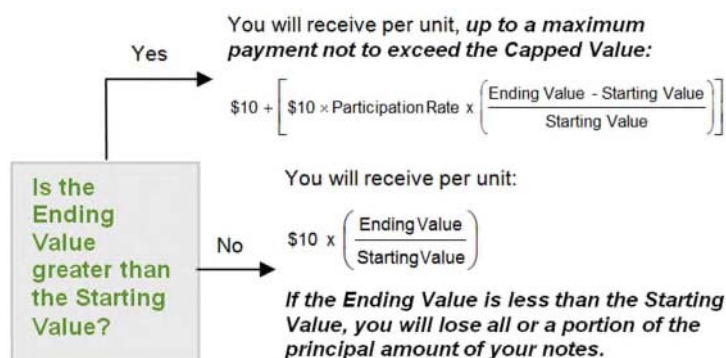 You will receive per unit, up to a maximum
payment not to exceed the Capped Value:
Yes
$10 + [ $10 × Participation Rate x ( Ending Value - Starting Value / Starting Value ) ]
Is the
Ending
Value
greater than
the Starting
Value?
No
You will receive per unit:
$10 x ( Ending Value / Starting Value )
If the Ending Value is less than the Starting
Value, you will lose all or a portion of the
principal amount of your notes.